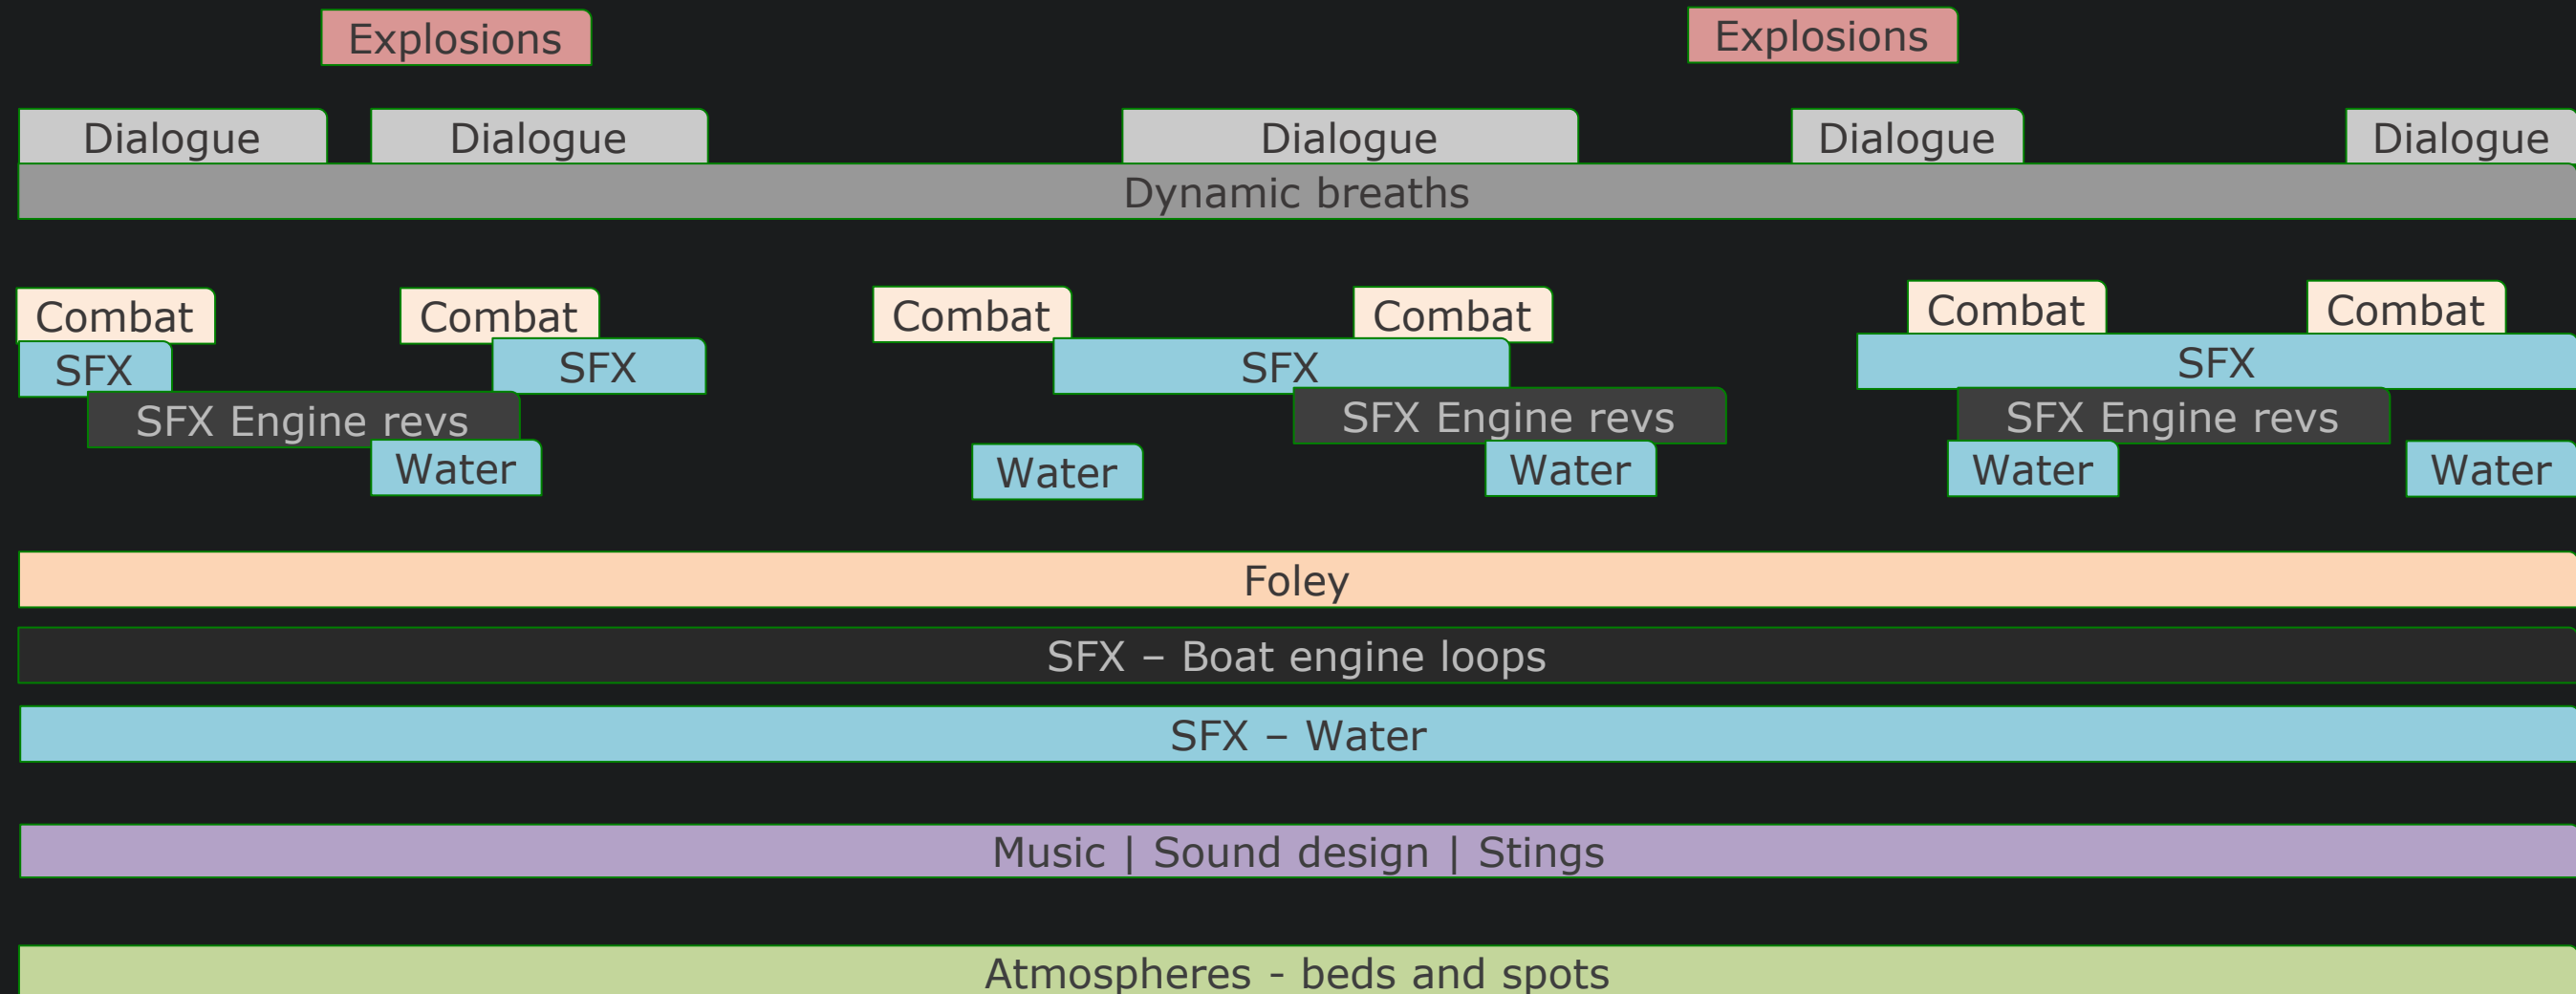 Explosions Explosions
Dialogue Dialogue Dialogue Dialogue Dialogue
Dynamic breaths
Combat Combat Combat Combat Combat Combat
SFX SFX SFX SFX
SFX Engine revs SFX Engine revs SFX Engine revs
Water Water Water Water Water
Foley
SFX – Boat engine loops
SFX – Water
Music | Sound design | Stings
Atmospheres - beds and spots